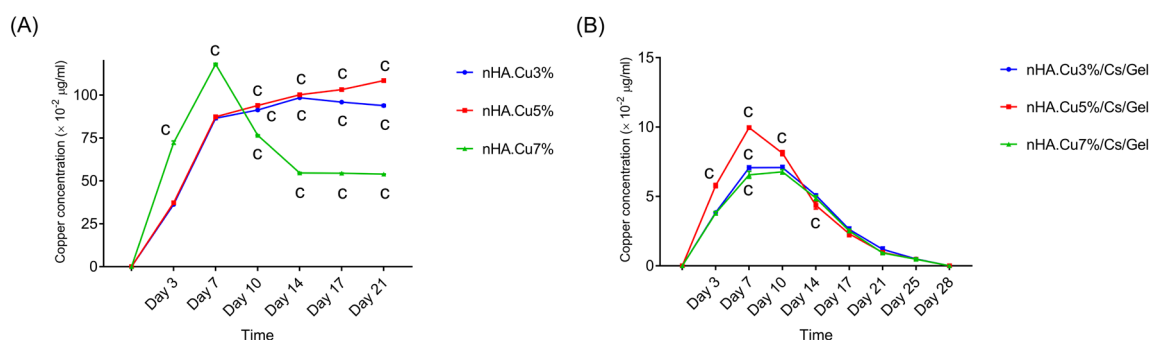 (A)
Copper concentration (× 10⁻² µg/ml)
100
75
50
25
0
C
C
C
C
C
C
C
C
C
C
C
C
C
Day 3
Day 7
Day 10
Day 14
Day 17
Day 21
Time
nHA.Cu3%
nHA.Cu5%
nHA.Cu7%
(B)
Copper concentration (× 10⁻² µg/ml)
15
10
5
0
C
C
C
C
C
C
Day 3
Day 7
Day 10
Day 14
Day 17
Day 21
Day 25
Day 28
Time
nHA.Cu3%/Cs/Gel
nHA.Cu5%/Cs/Gel
nHA.Cu7%/Cs/Gel